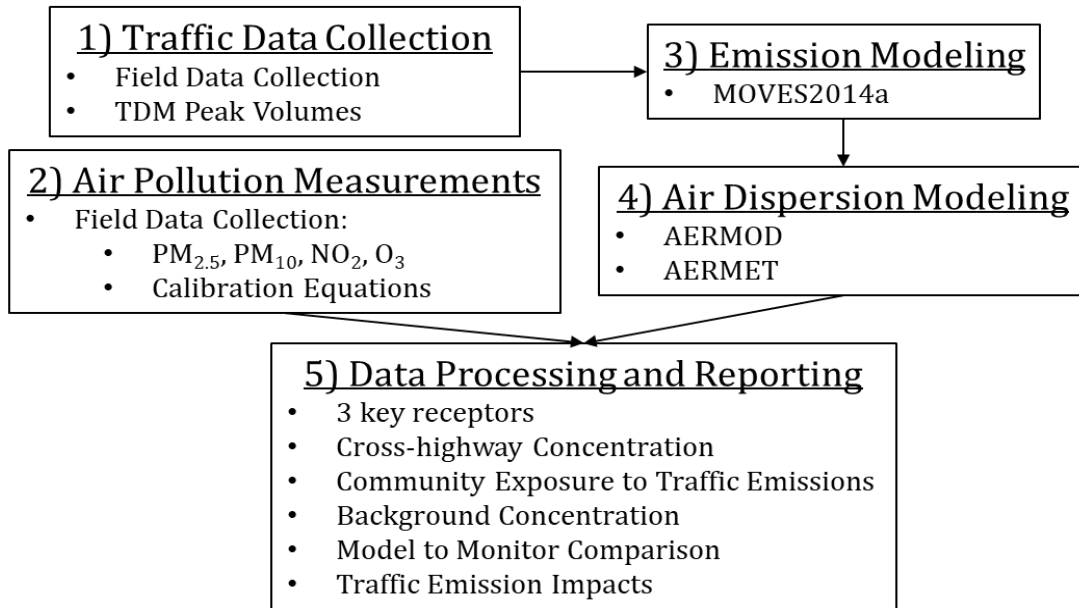 1) Traffic Data Collection
• Field Data Collection
• TDM Peak Volumes
3) Emission Modeling
• MOVES2014a
2) Air Pollution Measurements
• Field Data Collection:
• PM₂.₅, PM₁₀, NO₂, O₃
• Calibration Equations
4) Air Dispersion Modeling
• AERMOD
• AERMET
5) Data Processing and Reporting
• 3 key receptors
• Cross-highway Concentration
• Community Exposure to Traffic Emissions
• Background Concentration
• Model to Monitor Comparison
• Traffic Emission Impacts